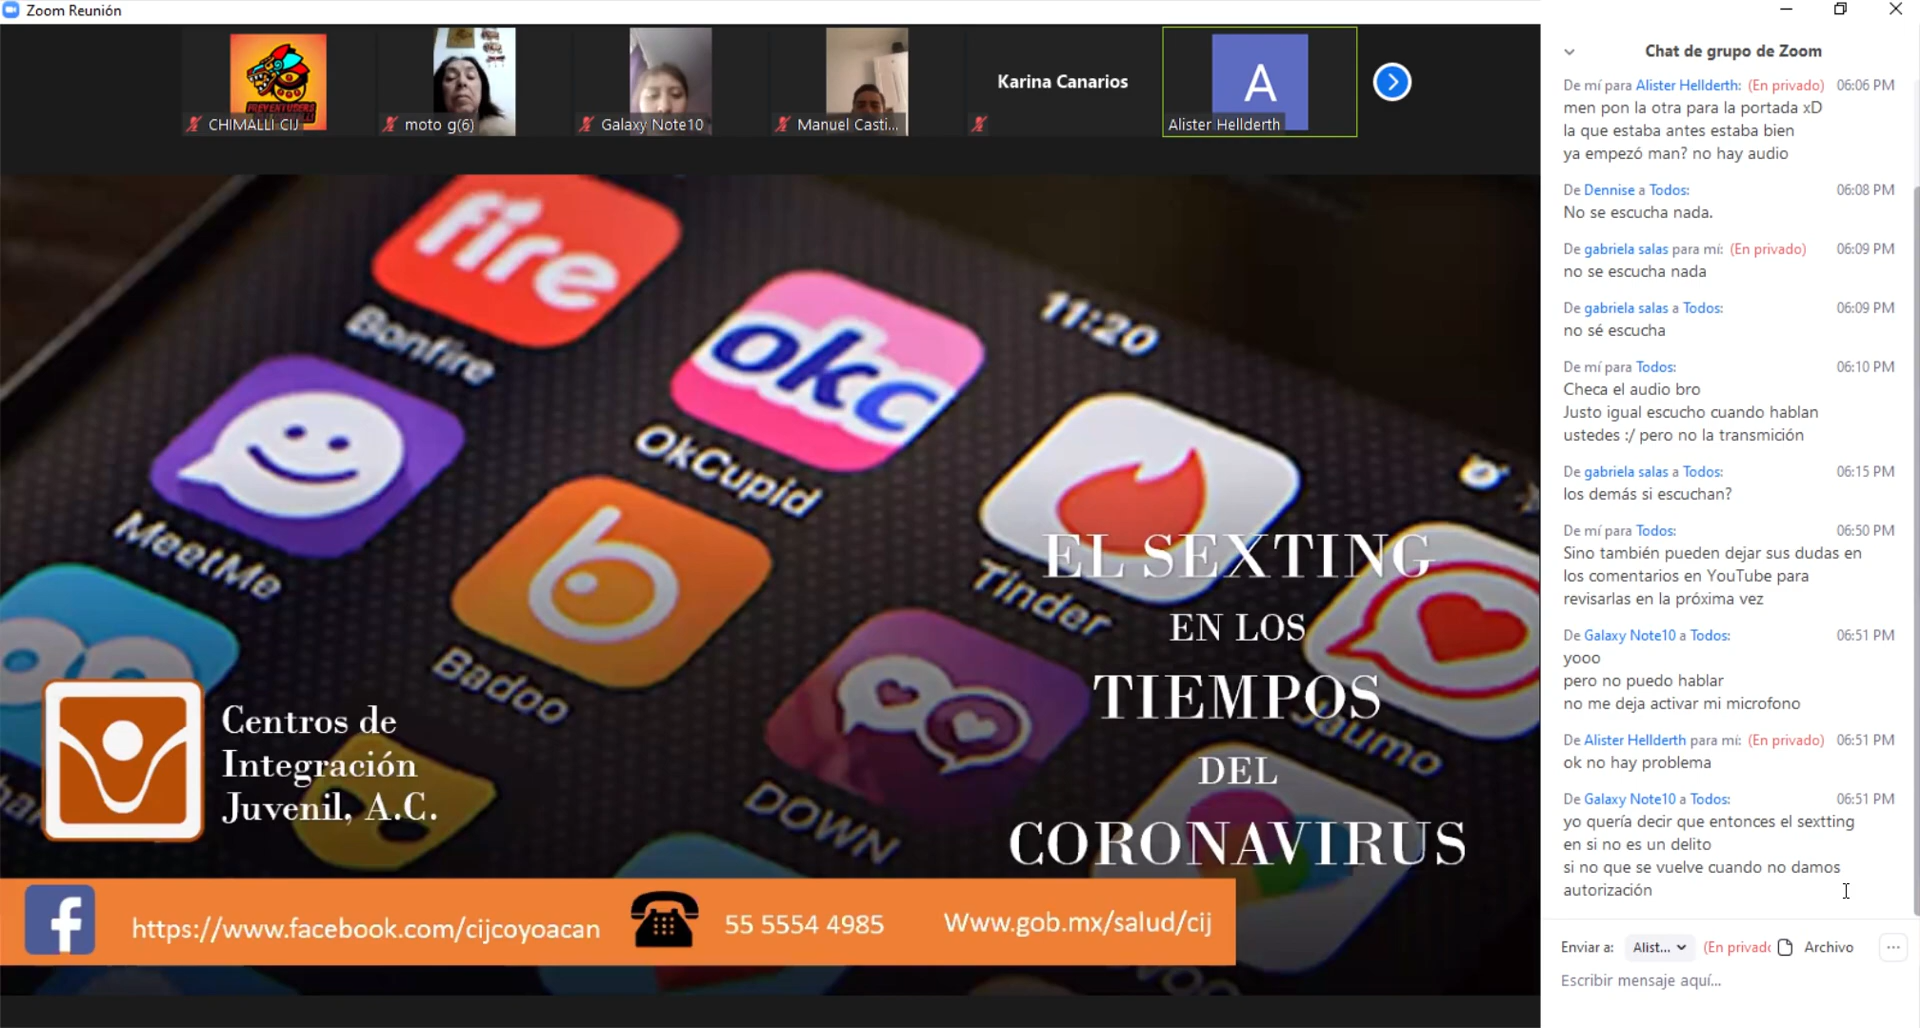 Zoom Reunión
CHIMALLI CIJ
moto g(6)
Galaxy Note10
Manuel Casti...
Karina Canarios
A
Alister Hellderth
fire
Bonfire
okc
OkCupid
11:20
MeetMe
Badoo
Tinder
DOWN
Jaumo
EL SEXTING
EN LOS
TIEMPOS
DEL
CORONAVIRUS
Centros de
Integración
Juvenil, A.C.
https://www.facebook.com/cijcoyoacan
55 5554 4985
Www.gob.mx/salud/cij
Chat de grupo de Zoom
De mí para Alister Hellderth: (En privado) 06:06 PM
men pon la otra para la portada xD
la que estaba antes estaba bien
ya empezó man? no hay audio
De Dennise a Todos: 06:08 PM
No se escucha nada.
De gabriela salas para mí: (En privado) 06:09 PM
no se escucha nada
De gabriela salas a Todos: 06:09 PM
no sé escucha
De mí para Todos: 06:10 PM
Checa el audio bro
Justo igual escucho cuando hablan
ustedes :/ pero no la transmición
De gabriela salas a Todos: 06:15 PM
los demás si escuchan?
De mí para Todos: 06:50 PM
Sino también pueden dejar sus dudas en
los comentarios en YouTube para
revisarlas en la próxima vez
De Galaxy Note10 a Todos: 06:51 PM
yooo
pero no puedo hablar
no me deja activar mi microfono
De Alister Hellderth para mí: (En privado) 06:51 PM
ok no hay problema
De Galaxy Note10 a Todos: 06:51 PM
yo quería decir que entonces el sextting
en si no es un delito
si no que se vuelve cuando no damos
autorización
Enviar a: Alist... (En privado Archivo ...
Escribir mensaje aquí...